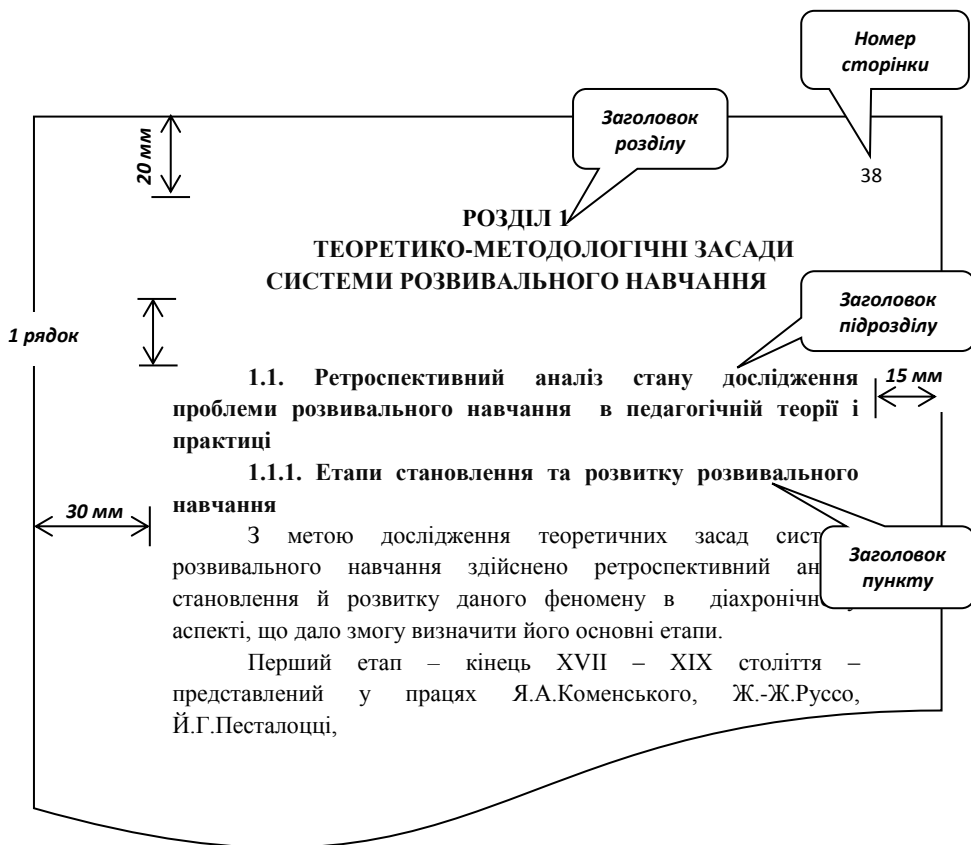 Номер
сторінки
Заголовок
розділу
20 мм
38
РОЗДІЛ 1
ТЕОРЕТИКО-МЕТОДОЛОГІЧНІ ЗАСАДИ
СИСТЕМИ РОЗВИВАЛЬНОГО НАВЧАННЯ
Заголовок
підрозділу
1 рядок
1.1. Ретроспективний аналіз стану дослідження
15 мм
проблеми розвивального навчання в педагогічній теорії і
практиці
1.1.1. Етапи становлення та розвитку розвивального
навчання
30 мм
З метою дослідження теоретичних засад сист
розвивального навчання здійснено ретроспективний ан
Заголовок
пункту
становлення й розвитку даного феномену в діахронічн
аспекті, що дало змогу визначити його основні етапи.
Перший етап – кінець XVII – XIX століття –
представлений у працях Я.А.Коменського, Ж.-Ж.Руссо,
Й.Г.Песталоцці,